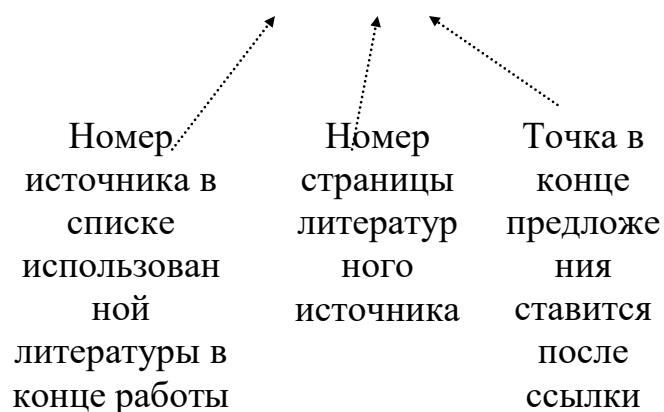 Номер
источника в
списке
использован
ной
литературы в
конце работы
Номер
страницы
литератур
ного
источника
Точка в
конце
предложе
ния
ставится
после
ссылки